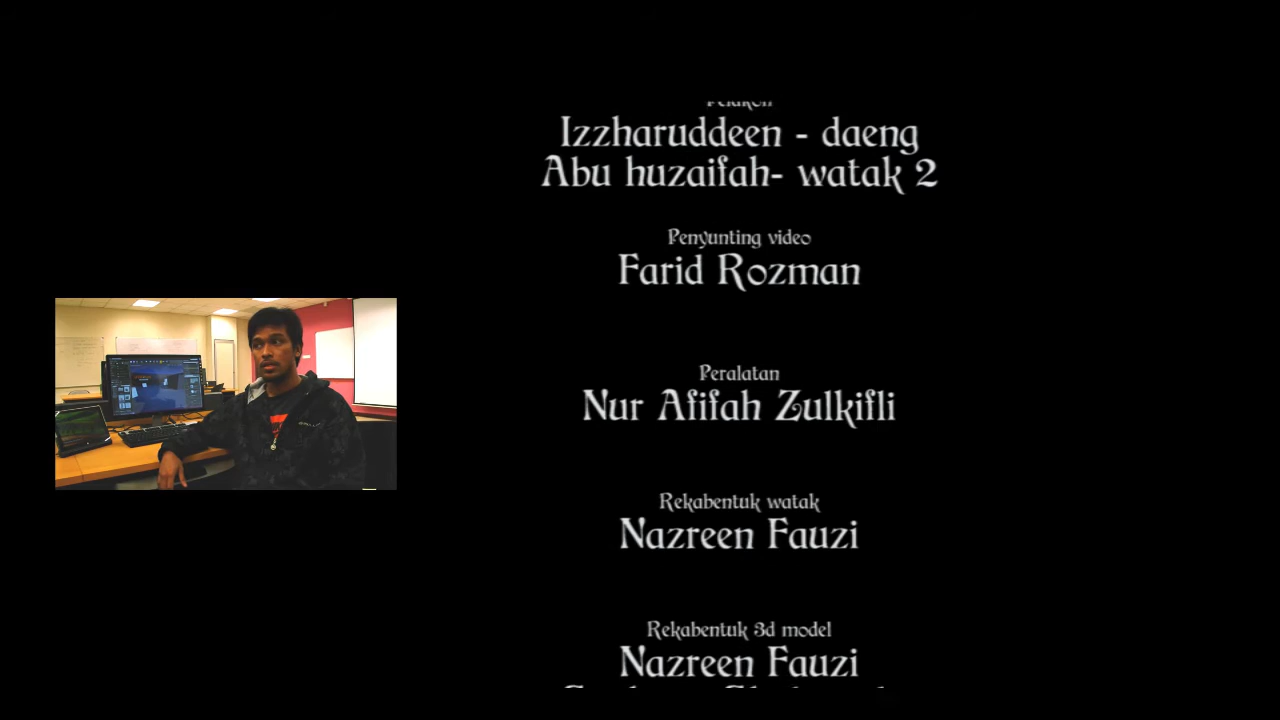 Pelakon
Izzharuddeen - daeng
Abu huzaifah- watak 2
Penyunting video
Farid Rozman
Peralatan
Nur Afifah Zulkifli
Rekabentuk watak
Nazreen Fauzi
Rekabentuk 3d model
Nazreen Fauzi